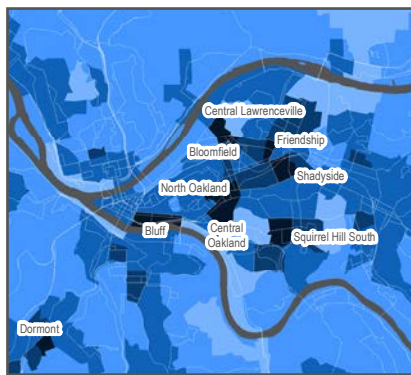 Central Lawrenceville
Friendship
Bloomfield
Shadyside
North Oakland
Bluff
Central
Oakland
Squirrel Hill South
Dormont